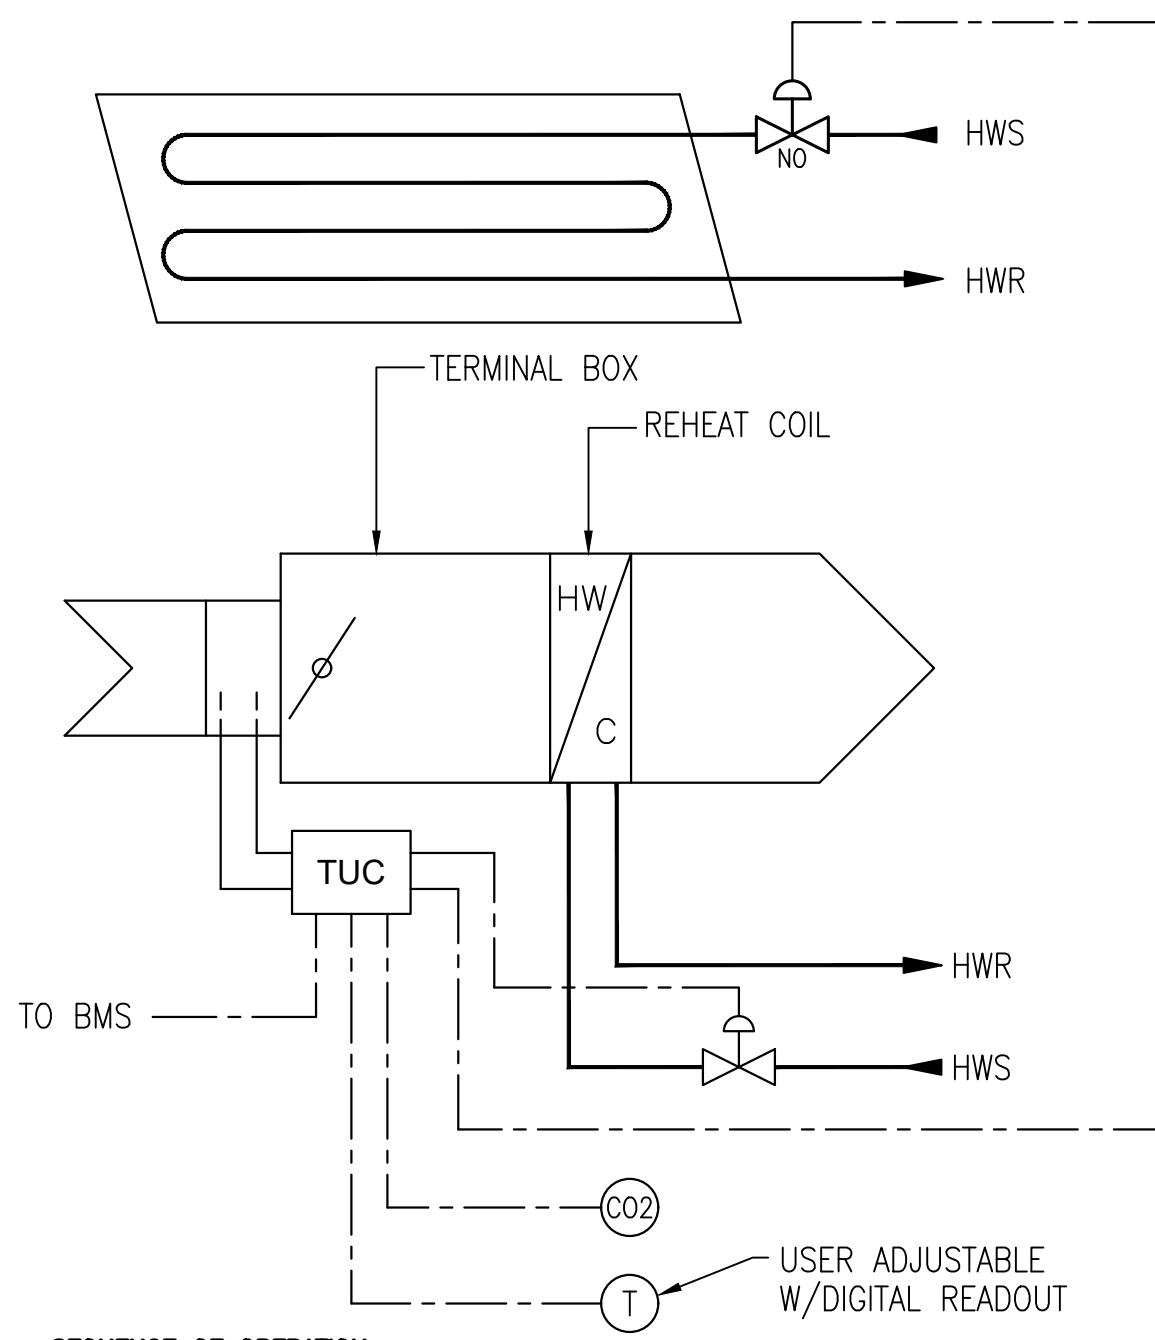 HWS
NO
HWR
TERMINAL BOX
REHEAT COIL
HW
C
TUC
HWR
TO BMS
HWS
CO2
USER ADJUSTABLE
T
W/DIGITAL READOUT